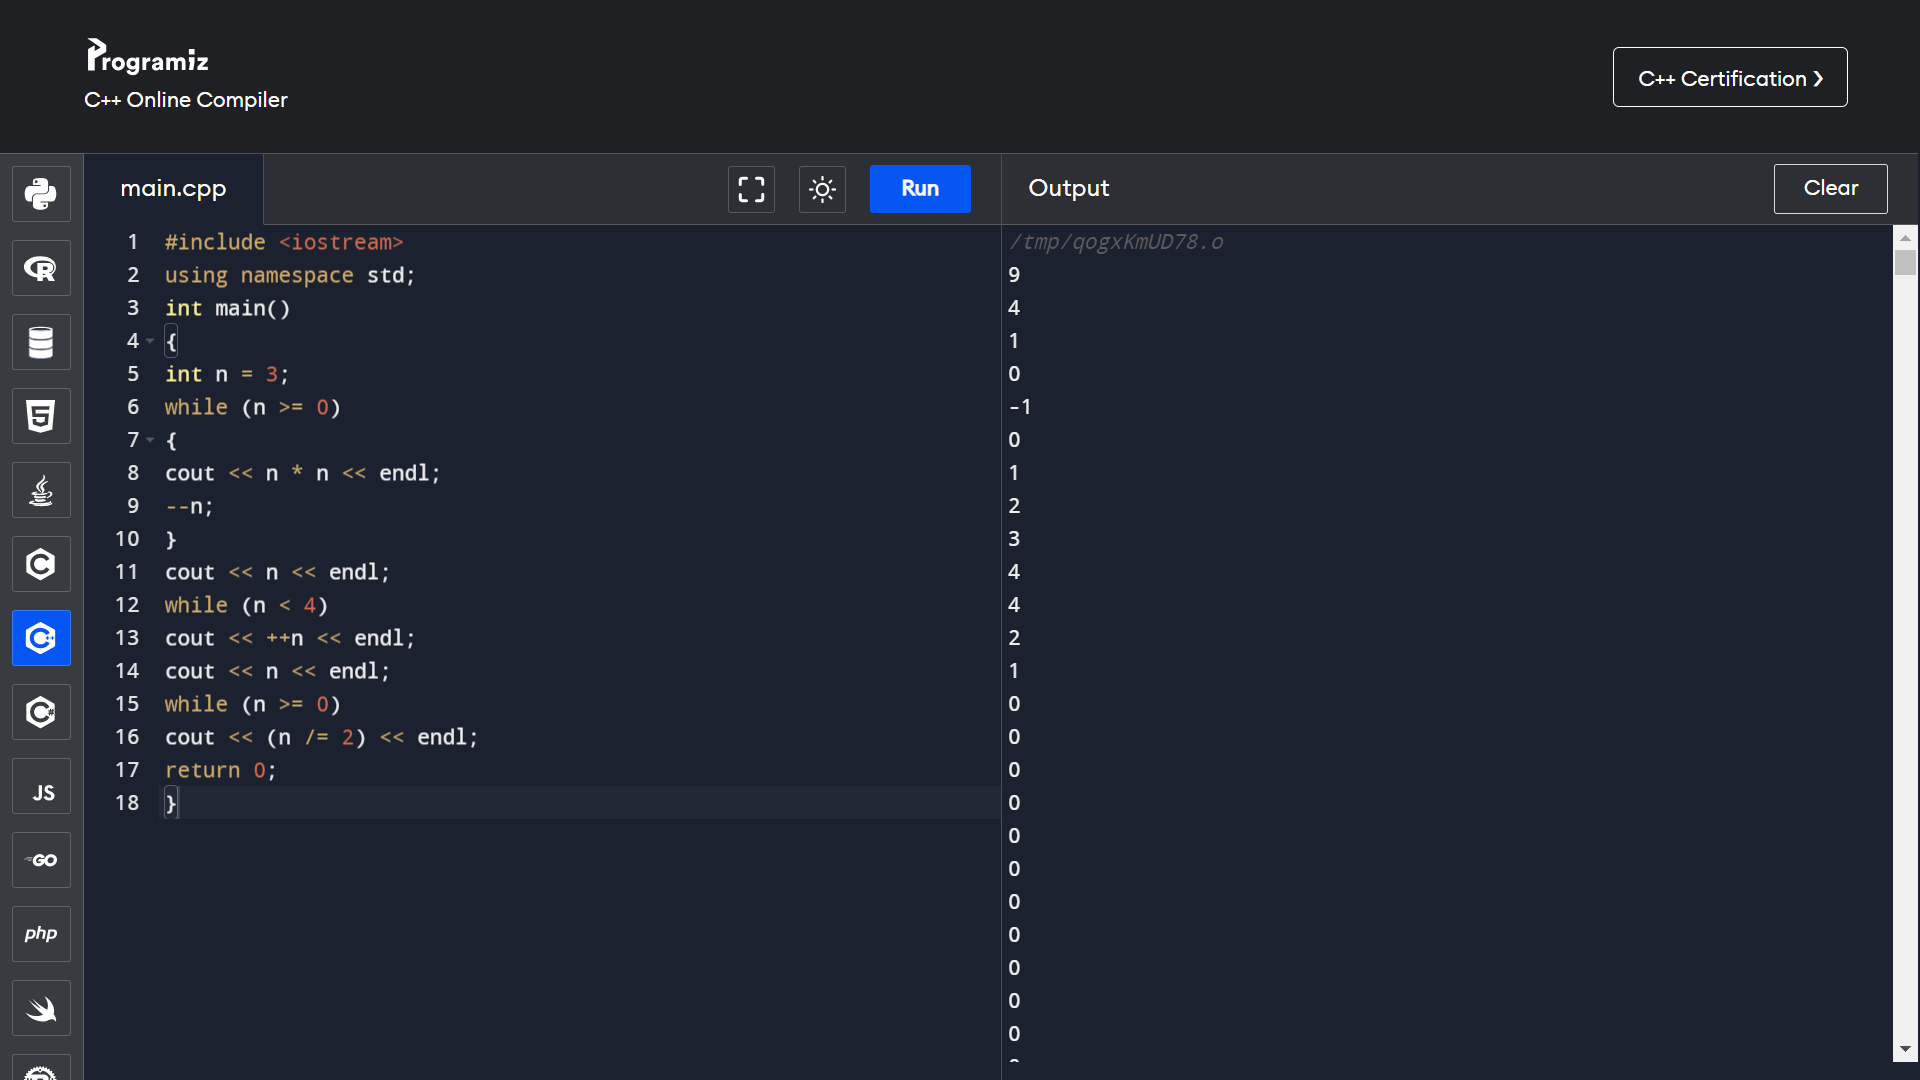 Programiz
C++ Online Compiler
C++ Certification ❯
main.cpp
Run
Output
Clear
1 #include <iostream>
2 using namespace std;
3 int main()
4 {
5 int n = 3;
6 while (n >= 0)
7 {
8 cout << n * n << endl;
9 --n;
10 }
11 cout << n << endl;
12 while (n < 4)
13 cout << ++n << endl;
14 cout << n << endl;
15 while (n >= 0)
16 cout << (n /= 2) << endl;
17 return 0;
18 }
/tmp/qogxKmUD78.o
9
4
1
0
-1
0
1
2
3
4
4
2
1
0
0
0
0
0
0
0
0
0
0
0
R
5
C
C++
C#
JS
GO
php